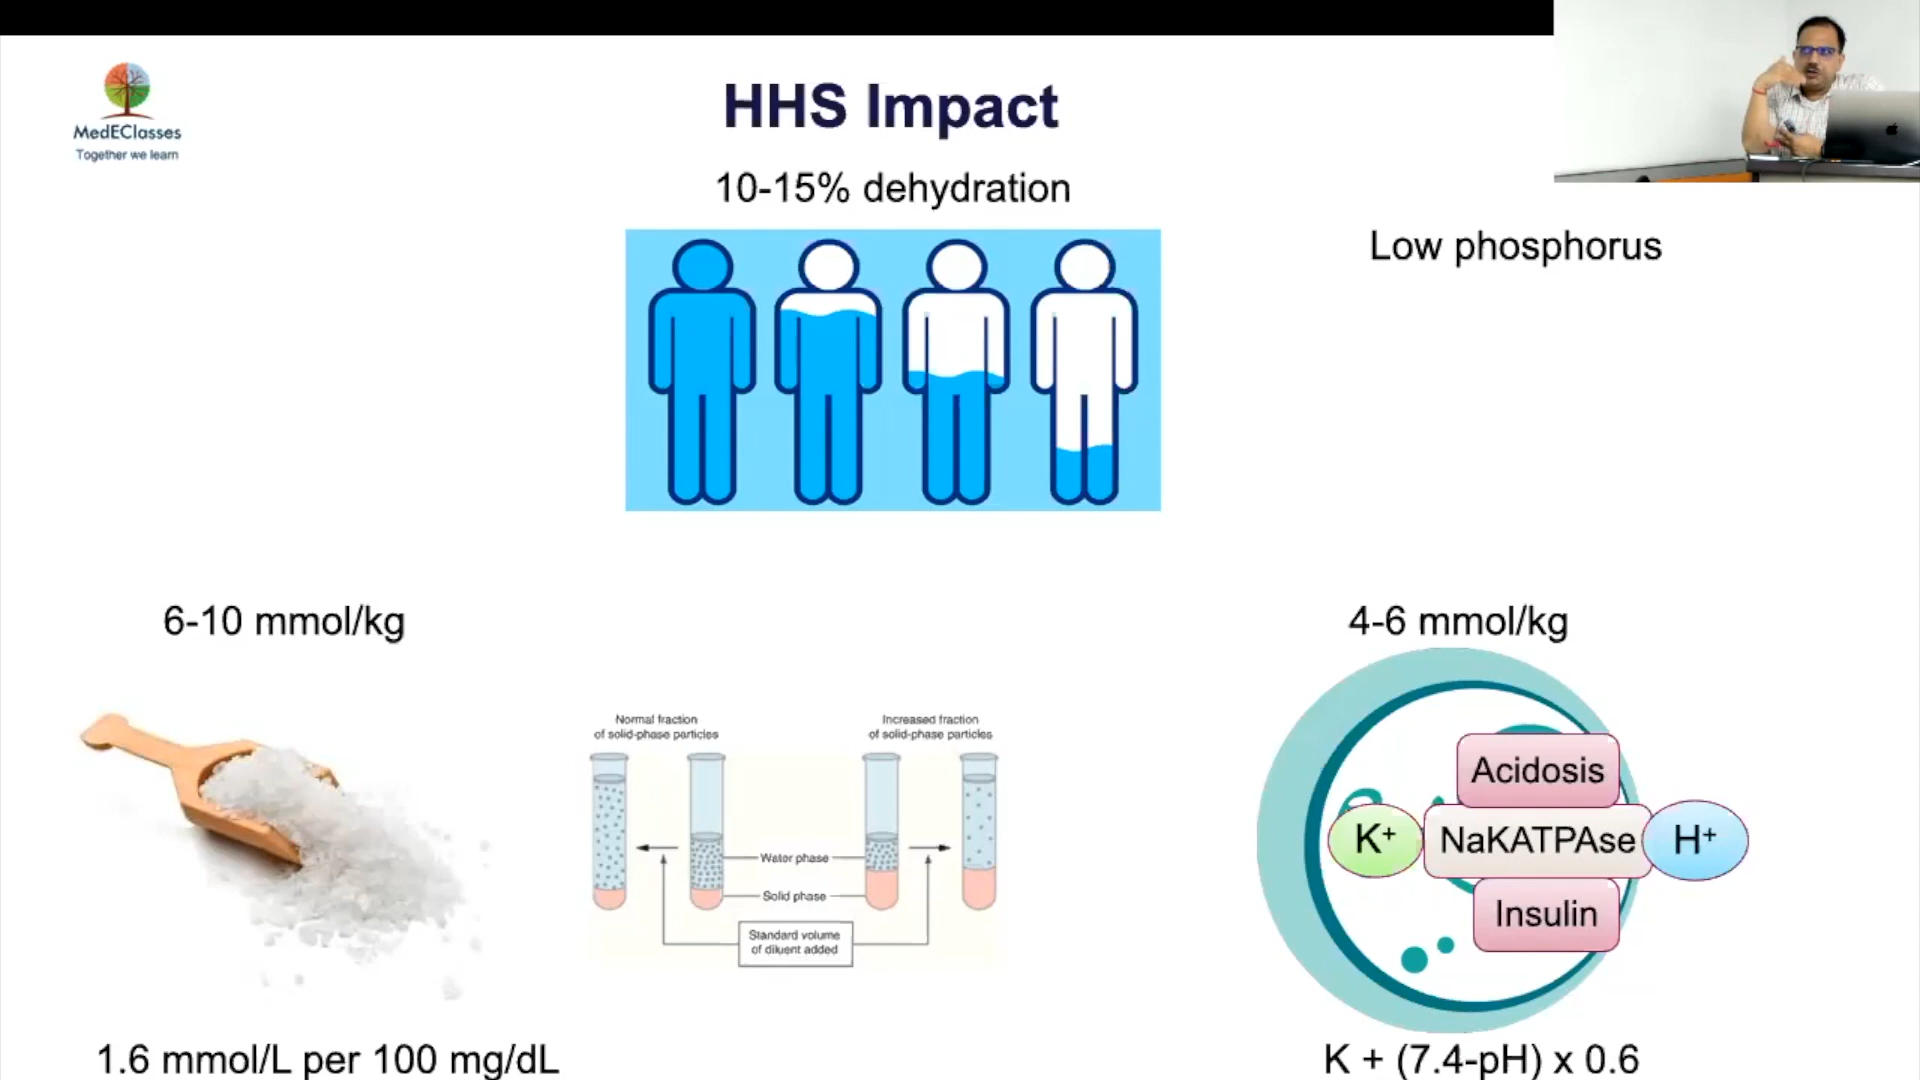 MedEClasses
Together we learn
HHS Impact
10-15% dehydration
Low phosphorus
6-10 mmol/kg
4-6 mmol/kg
Normal fraction
of solid-phase particles
Increased fraction
of solid-phase particles
Water phase
Solid phase
Standard volume
of diluent added
Acidosis
K⁺
NaKATPAse
H⁺
Insulin
1.6 mmol/L per 100 mg/dL
K + (7.4-pH) x 0.6